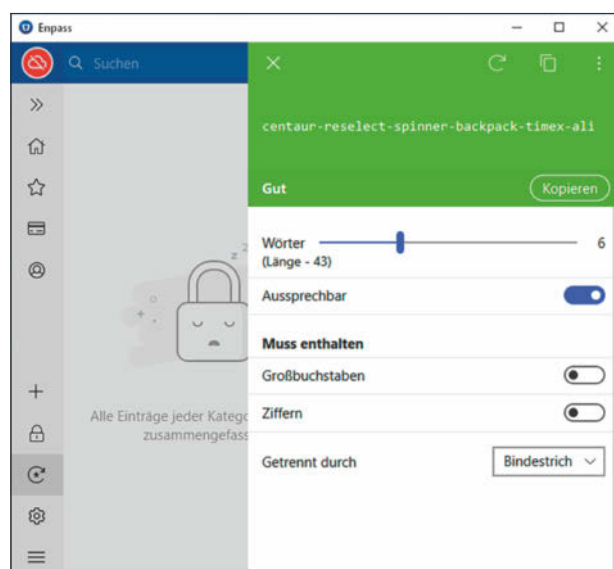 Enpass
Suchen
centaur-reselect-spinner-backpack-timex-ali
Gut
Kopieren
Wörter
6
(Länge - 43)
Aussprechbar
Muss enthalten
Großbuchstaben
Ziffern
Getrennt durch
Bindestrich
z z
Alle Einträge jeder Katego
zusammengefass